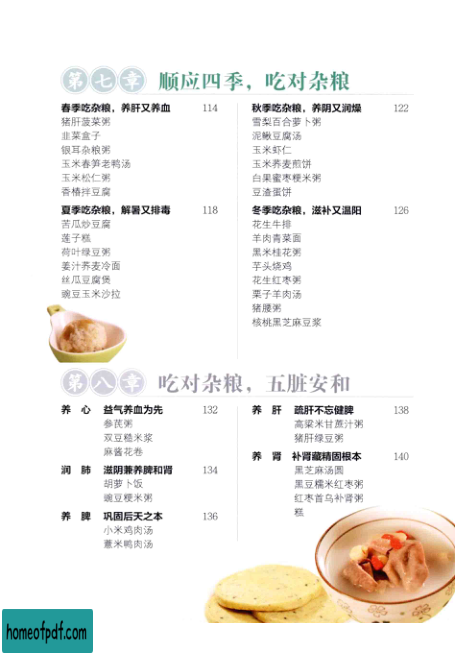 第七章 顺应四季，吃对杂粮
春季吃杂粮，养肝又养血 114
猪肝菠菜粥
韭菜盒子
银耳杂粮粥
玉米春笋老鸭汤
玉米松仁粥
香椿拌豆腐
夏季吃杂粮，解暑又排毒 118
苦瓜炒豆腐
莲子糕
荷叶绿豆粥
姜汁荞麦冷面
丝瓜豆腐煲
豌豆玉米沙拉
秋季吃杂粮，养阴又润燥 122
雪梨百合萝卜粥
泥鳅豆腐汤
玉米虾仁
玉米荞麦煎饼
白果蜜枣粳米粥
豆渣蛋饼
冬季吃杂粮，滋补又温阳 126
花生牛排
羊肉青菜面
黑米桂花粥
芋头烧鸡
花生红枣粥
栗子羊肉汤
猪腰粥
核桃黑芝麻豆浆
第八章 吃对杂粮，五脏安和
养 心 益气养血为先 132
参芪粥
双豆糙米浆
麻酱花卷
润 肺 滋阴兼养脾和肾 134
胡萝卜饭
豌豆粳米粥
养 脾 巩固后天之本 136
小米鸡肉汤
薏米鸭肉汤
养 肝 疏肝不忘健脾 138
高粱米甘蔗汁粥
猪肝绿豆粥
养 肾 补肾藏精固根本 140
黑芝麻汤圆
黑豆糯米红枣粥
红枣首乌补肾粥
糕
homeofpdf.com